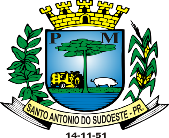 P M
SANTO ANTONIO DO SUDOESTE - PR.
14-11-51